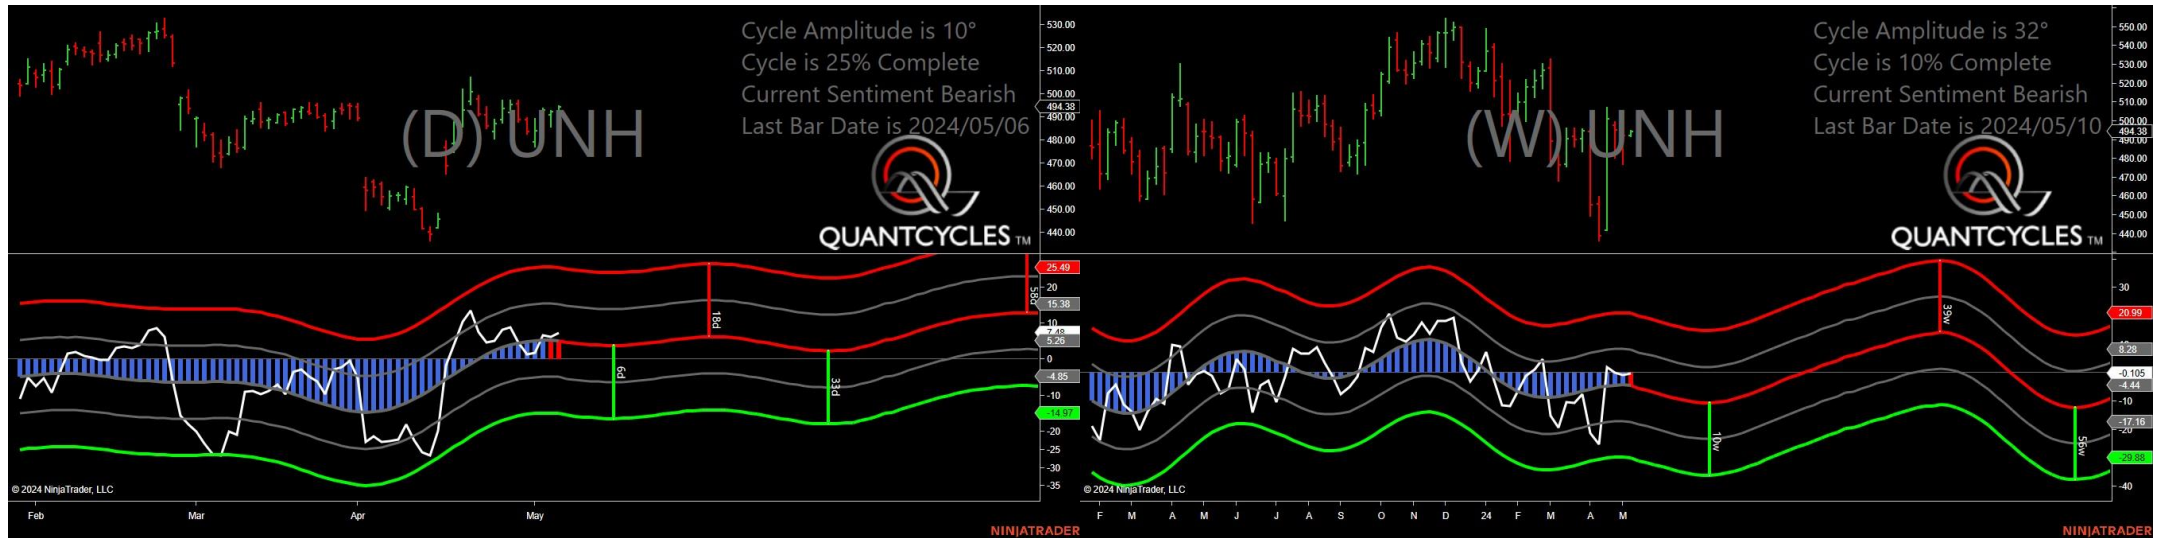 Cycle Amplitude is 10°
Cycle is 25% Complete
Current Sentiment Bearish
Last Bar Date is 2024/05/06
(D) UNH
QUANTCYCLES TM
530.00
520.00
510.00
500.00
494.38
490.00
480.00
470.00
460.00
450.00
440.00
25.49
20
15.38
10
7.48
5.26
0
-4.85
-10
-14.97
-20
-25
-30
-35
6d
18d
33d
58d
© 2024 NinjaTrader, LLC
Feb Mar Apr May
NINJATRADER
Cycle Amplitude is 32°
Cycle is 10% Complete
Current Sentiment Bearish
Last Bar Date is 2024/05/10
(W) UNH
QUANTCYCLES TM
550.00
540.00
530.00
520.00
510.00
500.00
494.38
490.00
480.00
470.00
460.00
450.00
440.00
30
20.99
8.28
-0.105
-4.44
-10
-17.16
-20
-29.88
-40
10w
39w
56w
© 2024 NinjaTrader, LLC
F M A M J J A S O N D 24 F M A M
NINJATRADER